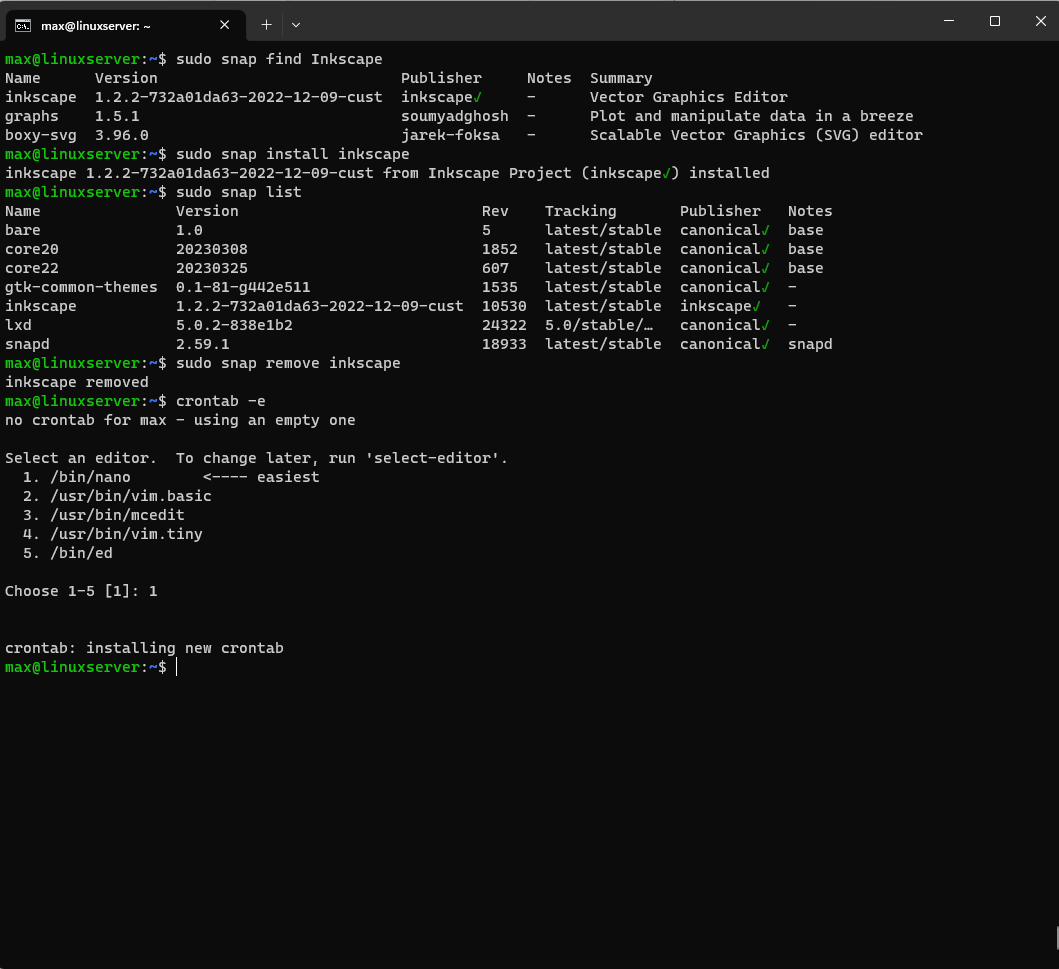 max@linuxserver: ~
max@linuxserver:~$ sudo snap find Inkscape
Name      Version                           Publisher     Notes  Summary
inkscape  1.2.2-732a01da63-2022-12-09-cust  inkscape✓     -      Vector Graphics Editor
graphs    1.5.1                             soumyadghosh  -      Plot and manipulate data in a breeze
boxy-svg  3.96.0                            jarek-foksa   -      Scalable Vector Graphics (SVG) editor
max@linuxserver:~$ sudo snap install inkscape
inkscape 1.2.2-732a01da63-2022-12-09-cust from Inkscape Project (inkscape✓) installed
max@linuxserver:~$ sudo snap list
Name               Version                           Rev    Tracking       Publisher   Notes
bare               1.0                               5      latest/stable  canonical✓  base
core20             20230308                          1852   latest/stable  canonical✓  base
core22             20230325                          607    latest/stable  canonical✓  base
gtk-common-themes  0.1-81-g442e511                   1535   latest/stable  canonical✓  -
inkscape           1.2.2-732a01da63-2022-12-09-cust  10530  latest/stable  inkscape✓   -
lxd                5.0.2-838e1b2                     24322  5.0/stable/…   canonical✓  -
snapd              2.59.1                            18933  latest/stable  canonical✓  snapd
max@linuxserver:~$ sudo snap remove inkscape
inkscape removed
max@linuxserver:~$ crontab -e
no crontab for max - using an empty one
Select an editor.  To change later, run 'select-editor'.
  1. /bin/nano        <---- easiest
  2. /usr/bin/vim.basic
  3. /usr/bin/mcedit
  4. /usr/bin/vim.tiny
  5. /bin/ed
Choose 1-5 [1]: 1
crontab: installing new crontab
max@linuxserver:~$